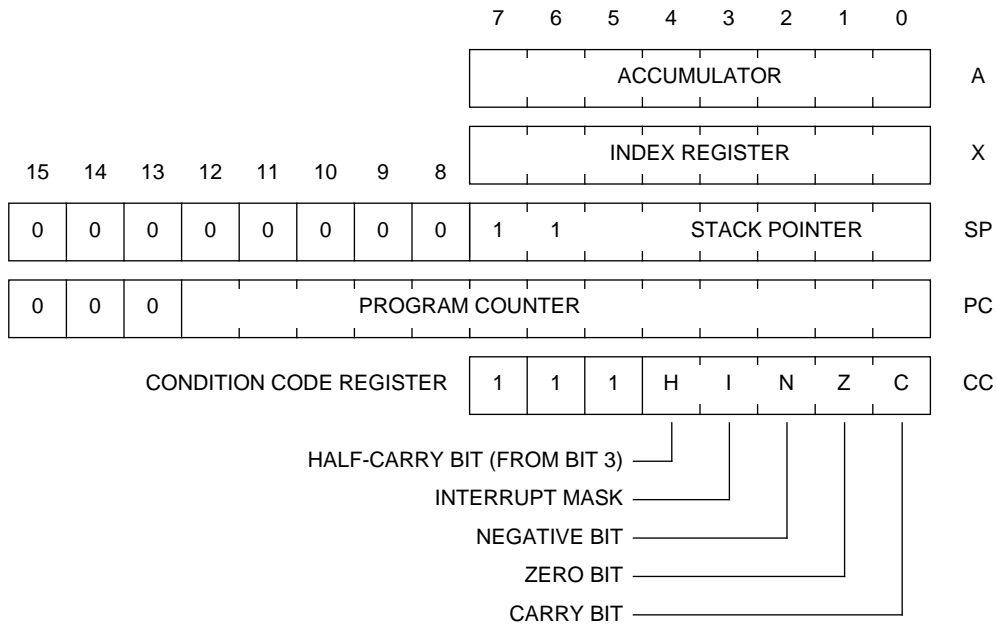 7 6 5 4 3 2 1 0
ACCUMULATOR A
INDEX REGISTER X
15 14 13 12 11 10 9 8
0 0 0 0 0 0 0 0 1 1 STACK POINTER SP
0 0 0 PROGRAM COUNTER PC
CONDITION CODE REGISTER 1 1 1 H I N Z C CC
HALF-CARRY BIT (FROM BIT 3)
INTERRUPT MASK
NEGATIVE BIT
ZERO BIT
CARRY BIT